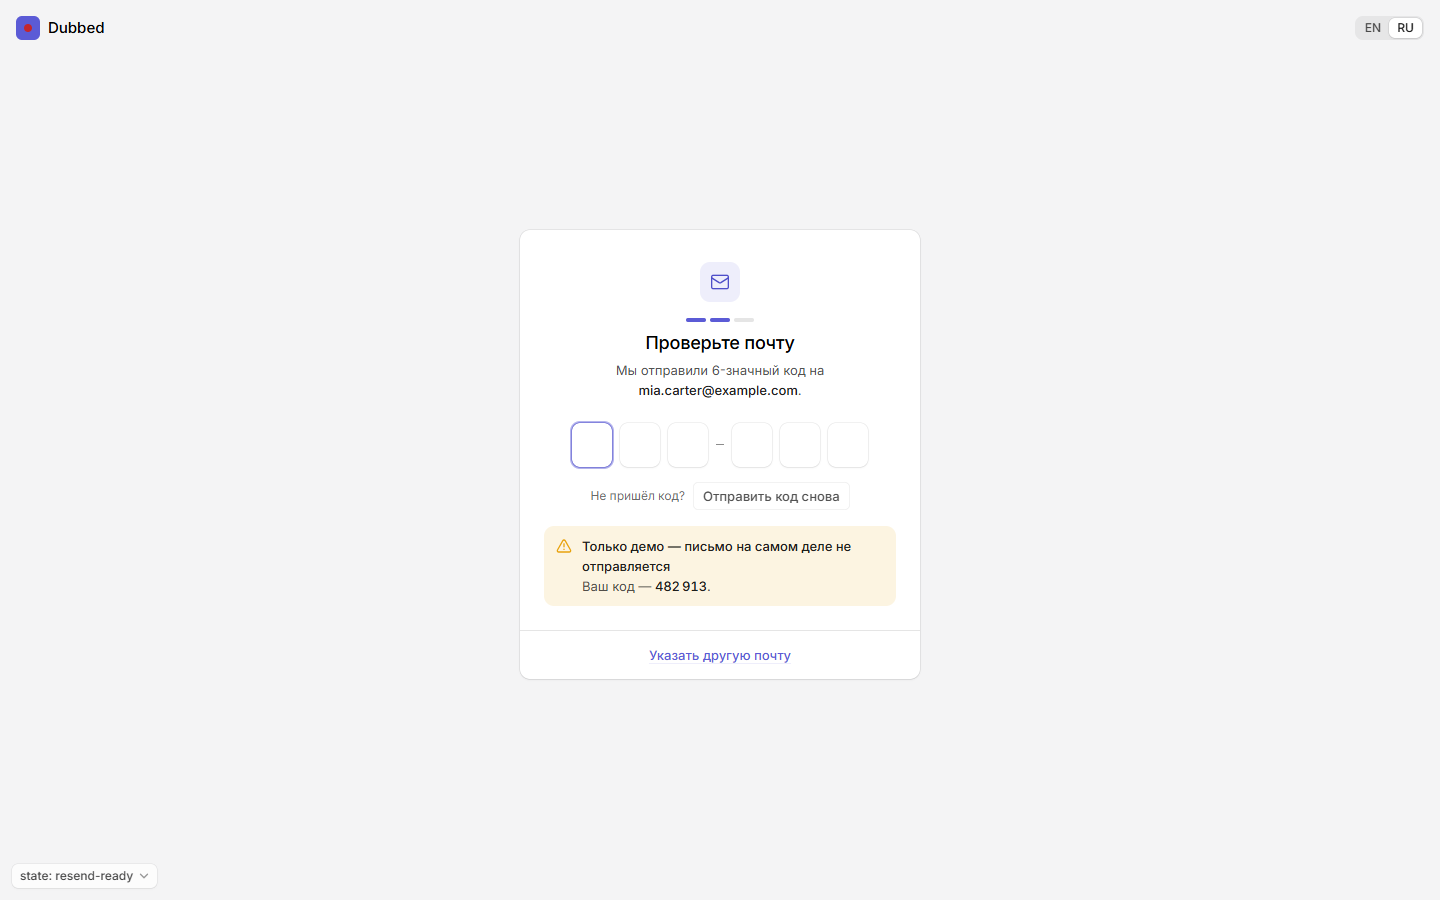 Dubbed
EN RU
Проверьте почту
Мы отправили 6-значный код на
mia.carter@example.com.
–
Не пришёл код? Отправить код снова
Только демо — письмо на самом деле не
отправляется
Ваш код — 482 913.
Указать другую почту
state: resend-ready